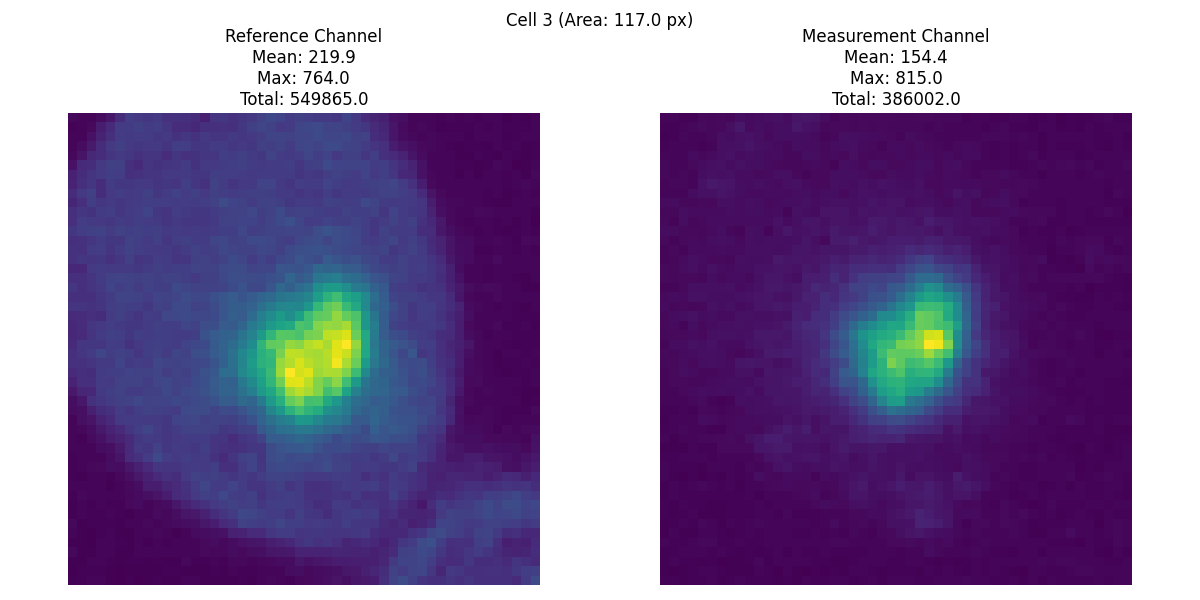 Cell 3 (Area: 117.0 px)
Reference Channel
Mean: 219.9
Max: 764.0
Total: 549865.0
Measurement Channel
Mean: 154.4
Max: 815.0
Total: 386002.0